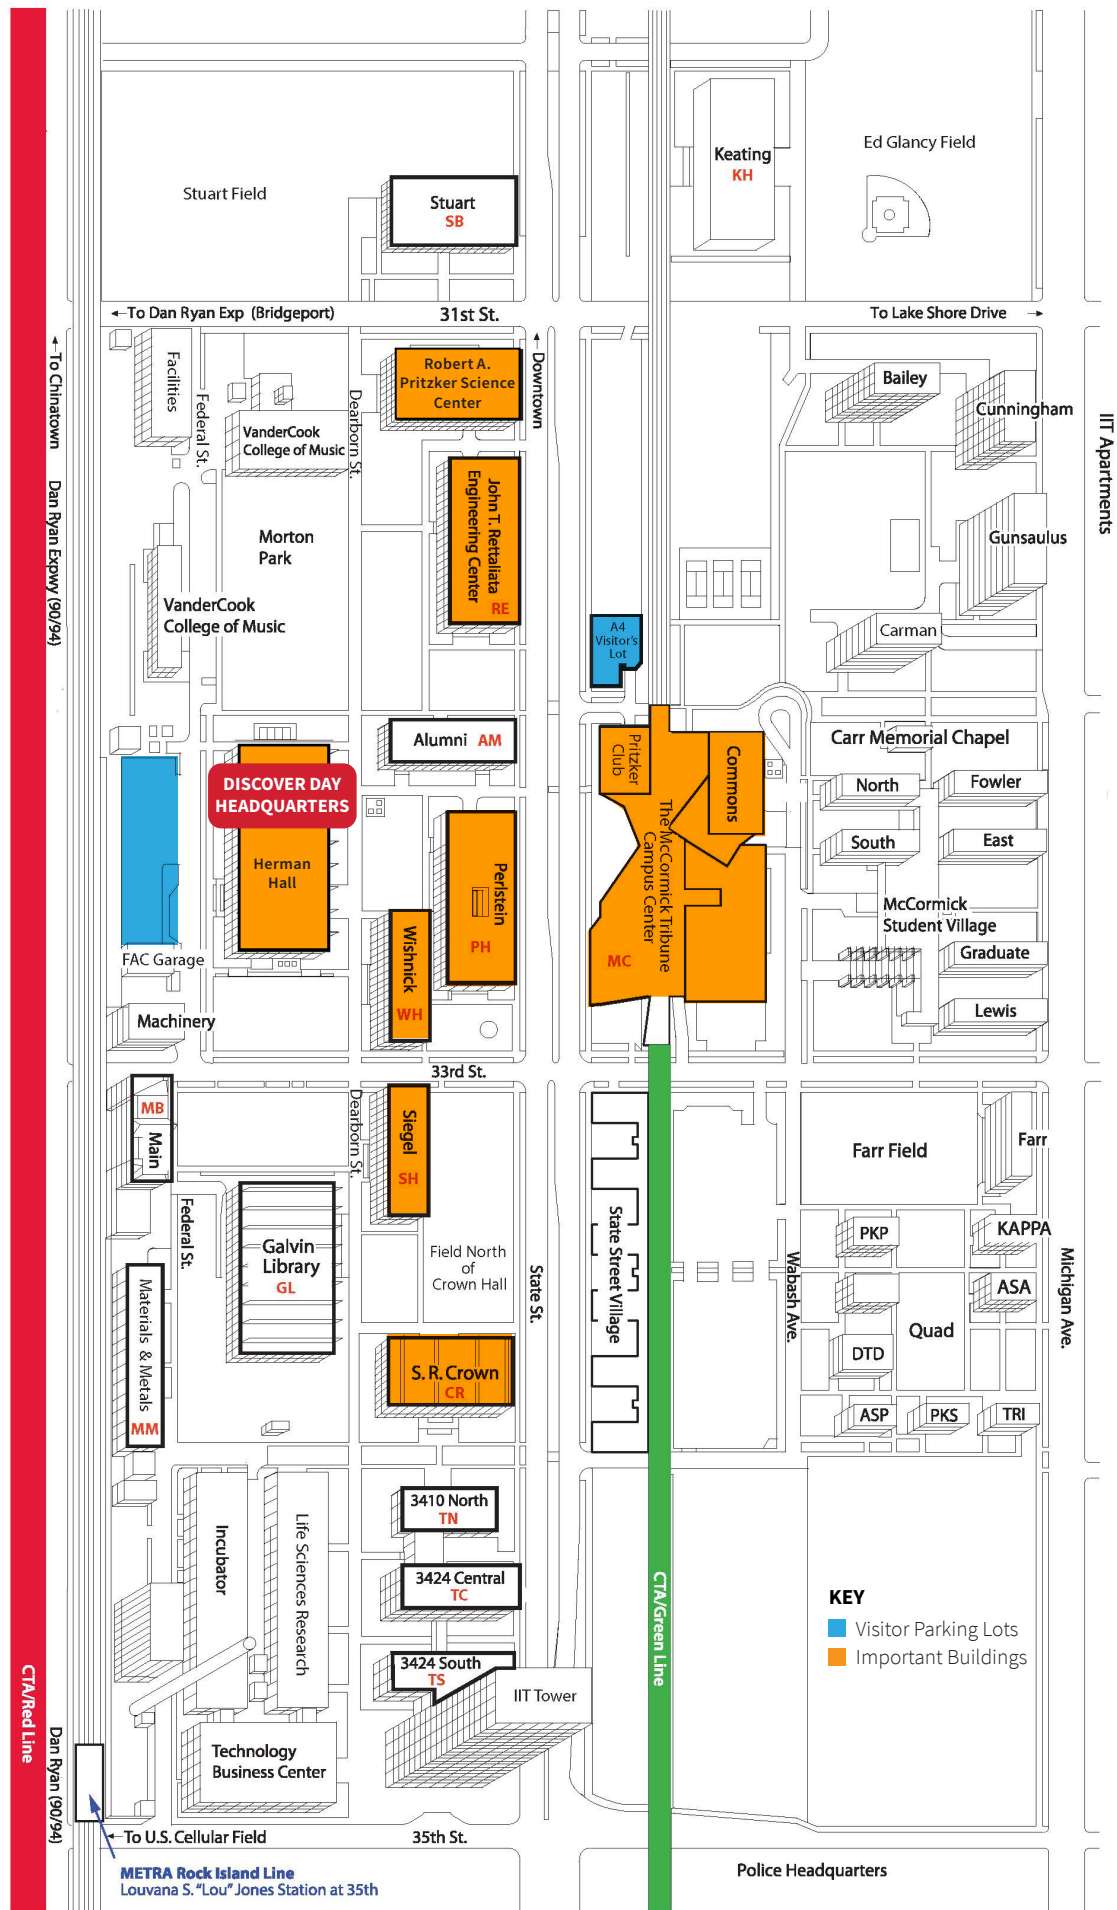 Stuart Field
Stuart
SB
Keating
KH
Ed Glancy Field
←To Dan Ryan Exp (Bridgeport)
31st St.
To Lake Shore Drive →
←To Chinatown
Dan Ryan Expwy (90/94)
Facilities
Federal St.
VanderCook
College of Music
Dearborn St.
Robert A.
Pritzker Science
Center
←Downtown
Bailey
Cunningham
IIT Apartments
Morton
Park
John T. Rettaliata
Engineering Center
RE
Gunsaulus
VanderCook
College of Music
A4
Visitor's
Lot
Carman
Alumni AM
Pritzker
Club
Commons
Carr Memorial Chapel
DISCOVER DAY
HEADQUARTERS
Herman
Hall
North
Fowler
South
East
The McCormick Tribune
Campus Center
MC
Perlstein
PH
Wishnick
WH
McCormick
Student Village
Graduate
Lewis
FAC Garage
Machinery
33rd St.
MB
Main
Dearborn St.
Siegel
SH
Farr Field
Farr
Federal St.
Galvin
Library
GL
Field North
of
Crown Hall
State St.
State Street Village
Wabash Ave.
PKP
KAPPA
Michigan Ave.
ASA
Quad
DTD
Materials & Metals
MM
S. R. Crown
CR
ASP
PKS
TRI
3410 North
TN
Incubator
Life Sciences Research
3424 Central
TC
CTA/Green Line
KEY
Visitor Parking Lots
Important Buildings
3424 South
TS
IIT Tower
CTA/Red Line
Dan Ryan (90/94)
Technology
Business Center
←To U.S. Cellular Field
35th St.
METRA Rock Island Line
Louvana S. "Lou" Jones Station at 35th
Police Headquarters